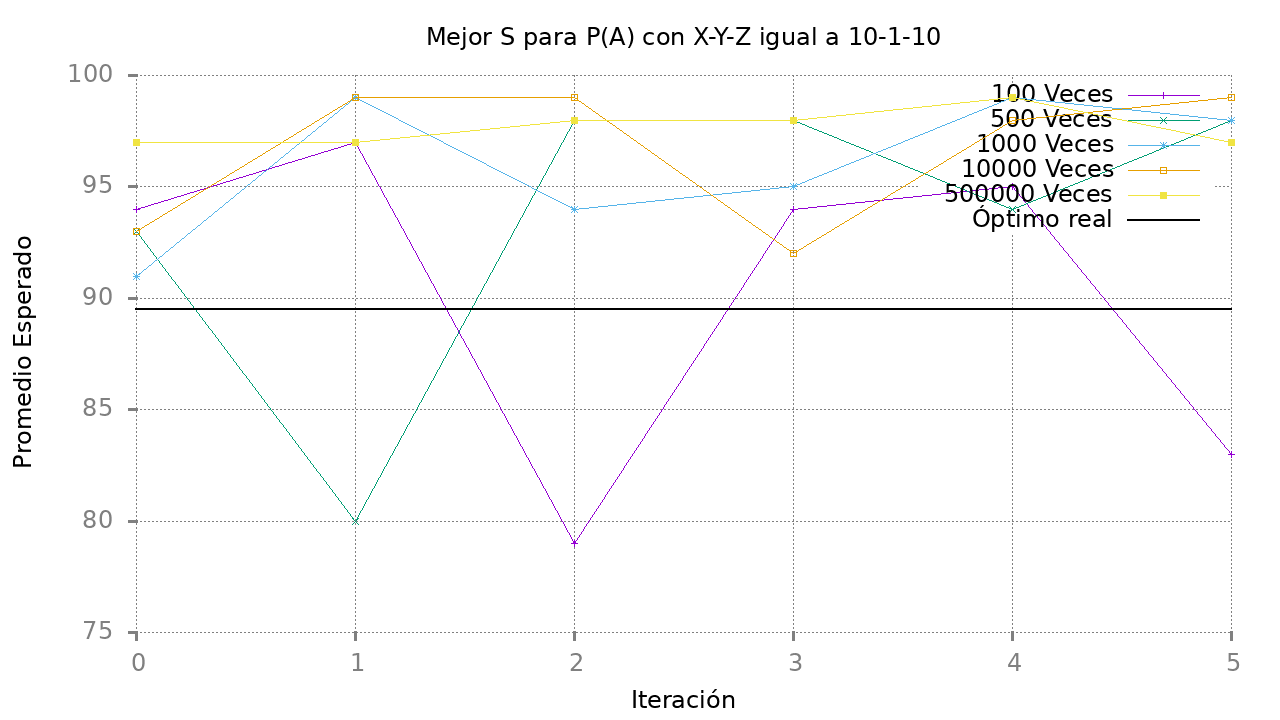 Mejor S para P(A) con X-Y-Z igual a 10-1-10
100
95
90
85
80
75
Promedio Esperado
100 Veces
500 Veces
1000 Veces
10000 Veces
500000 Veces
Óptimo real
0 1 2 3 4 5
Iteración